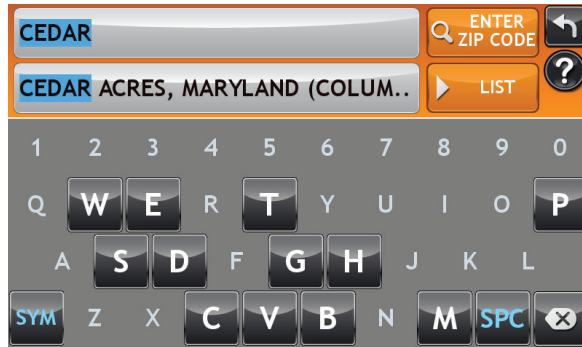 CEDAR
ENTER
ZIP CODE
?
CEDAR ACRES, MARYLAND (COLUM..
LIST
1 2 3 4 5 6 7 8 9 0
Q W E R T Y U I O P
A S D F G H J K L
SYM Z X C V B N M SPC